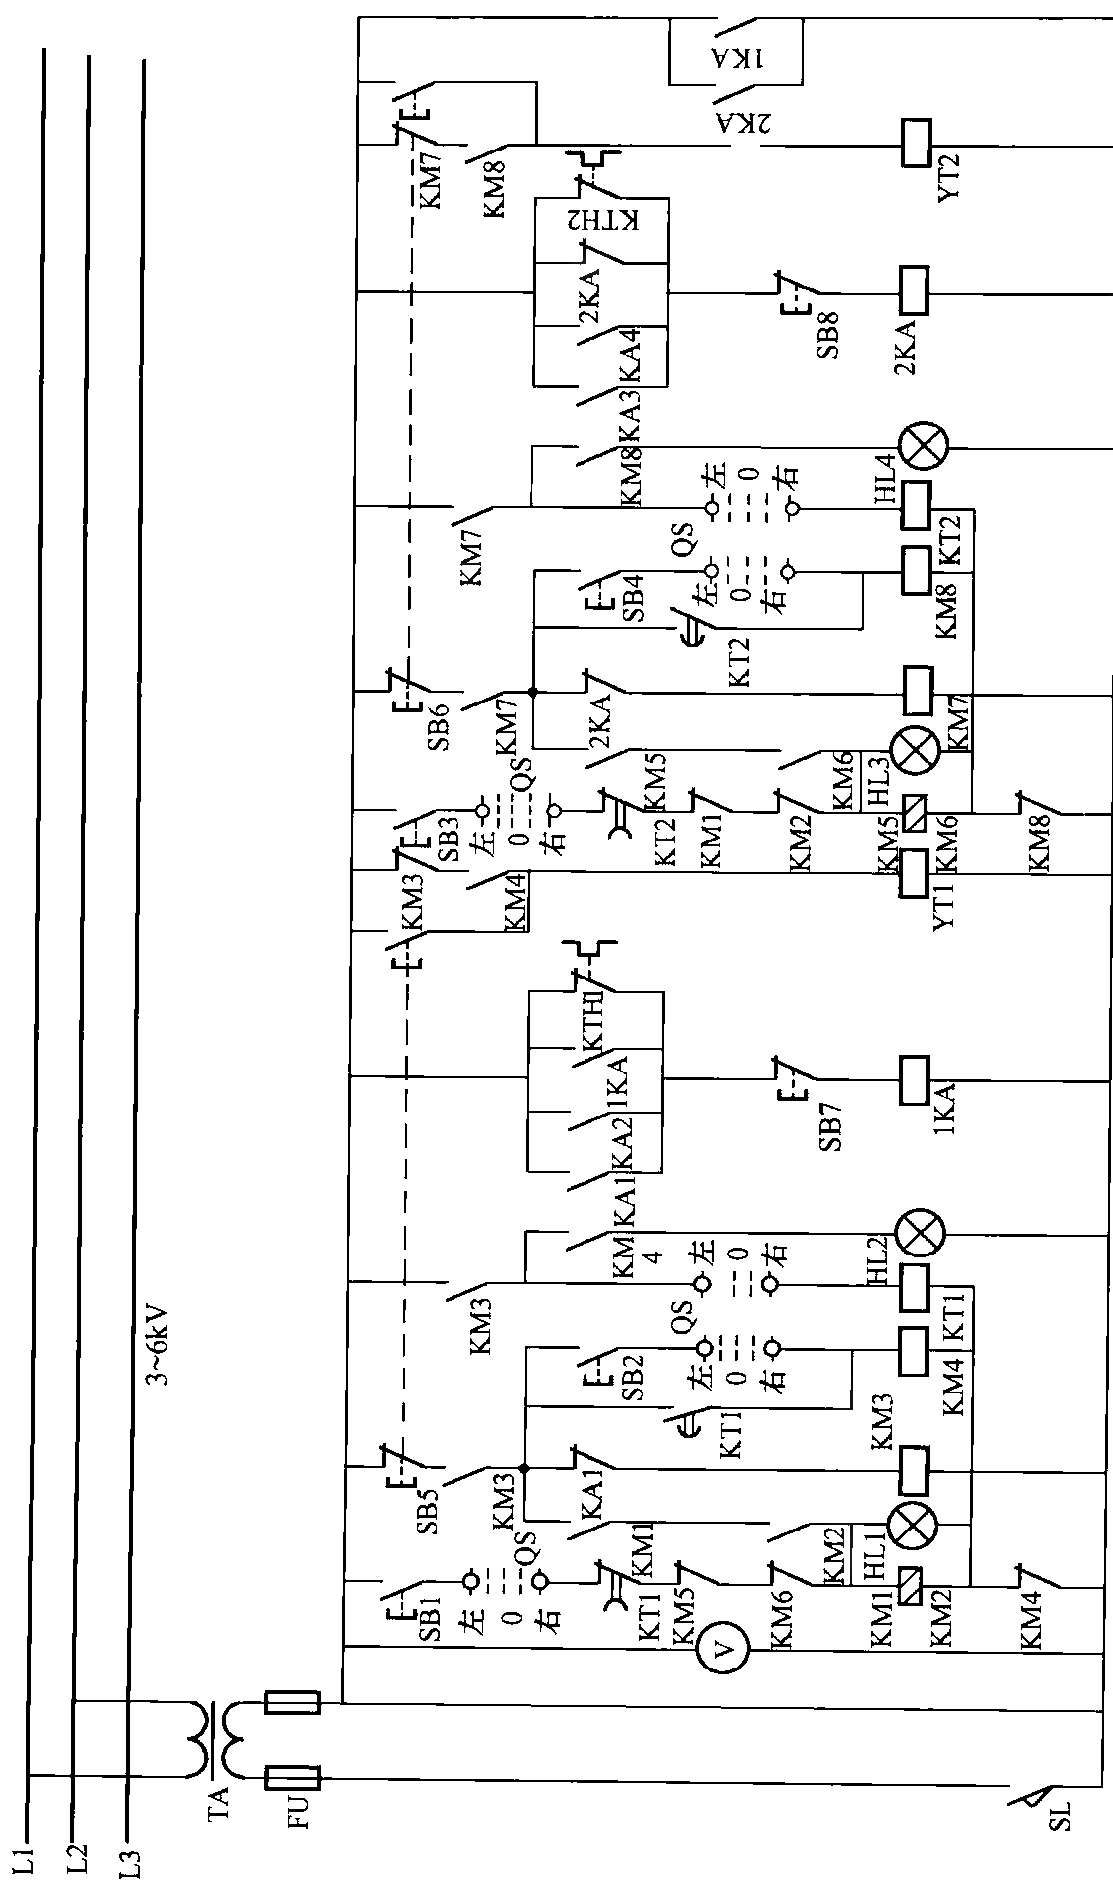 L1
L2
L3
3~6kV
TA
FU
SL
V
SB1
左
0
右
QS
KT1
KM5
KM6
KM1
KM2
KM4
KM1
KM2
HL1
SB5
KM3
KA1
KM3
KT1
SB2
左
0
右
QS
KM4
KM3
左
0
右
KT1
HL2
KM
4
KA1
KA2
1KA
KTH1
SB7
1KA
KM3
KM4
YT1
SB3
左
0
右
QS
KT2
KM1
KM2
KM5
KM6
KM8
KM5
KM6
HL3
SB6
KM7
2KA
KM7
KT2
SB4
左
0
右
QS
KM8
KM7
左
0
右
KT2
HL4
KM8
KA3
KA4
2KA
KTH2
SB8
2KA
KM7
KM8
YT2
2KA
1KA